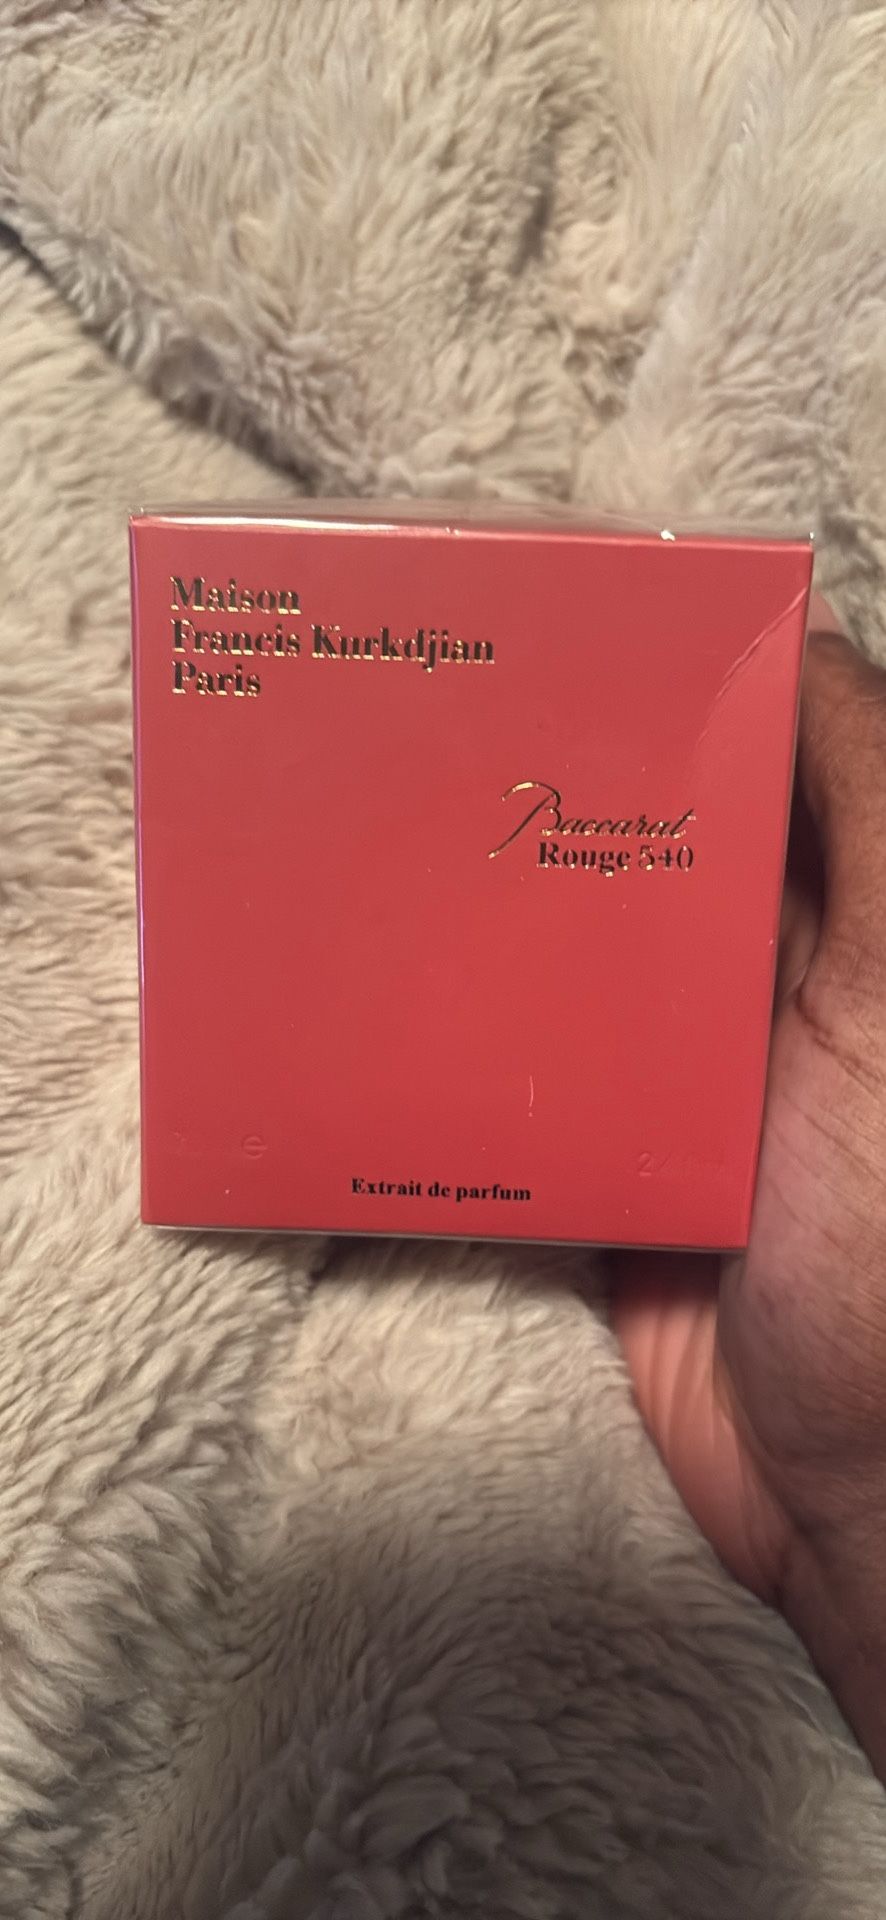 Maison
Francis Kurkdjian
Paris
Baccarat
Rouge 540
℮
Extrait de parfum